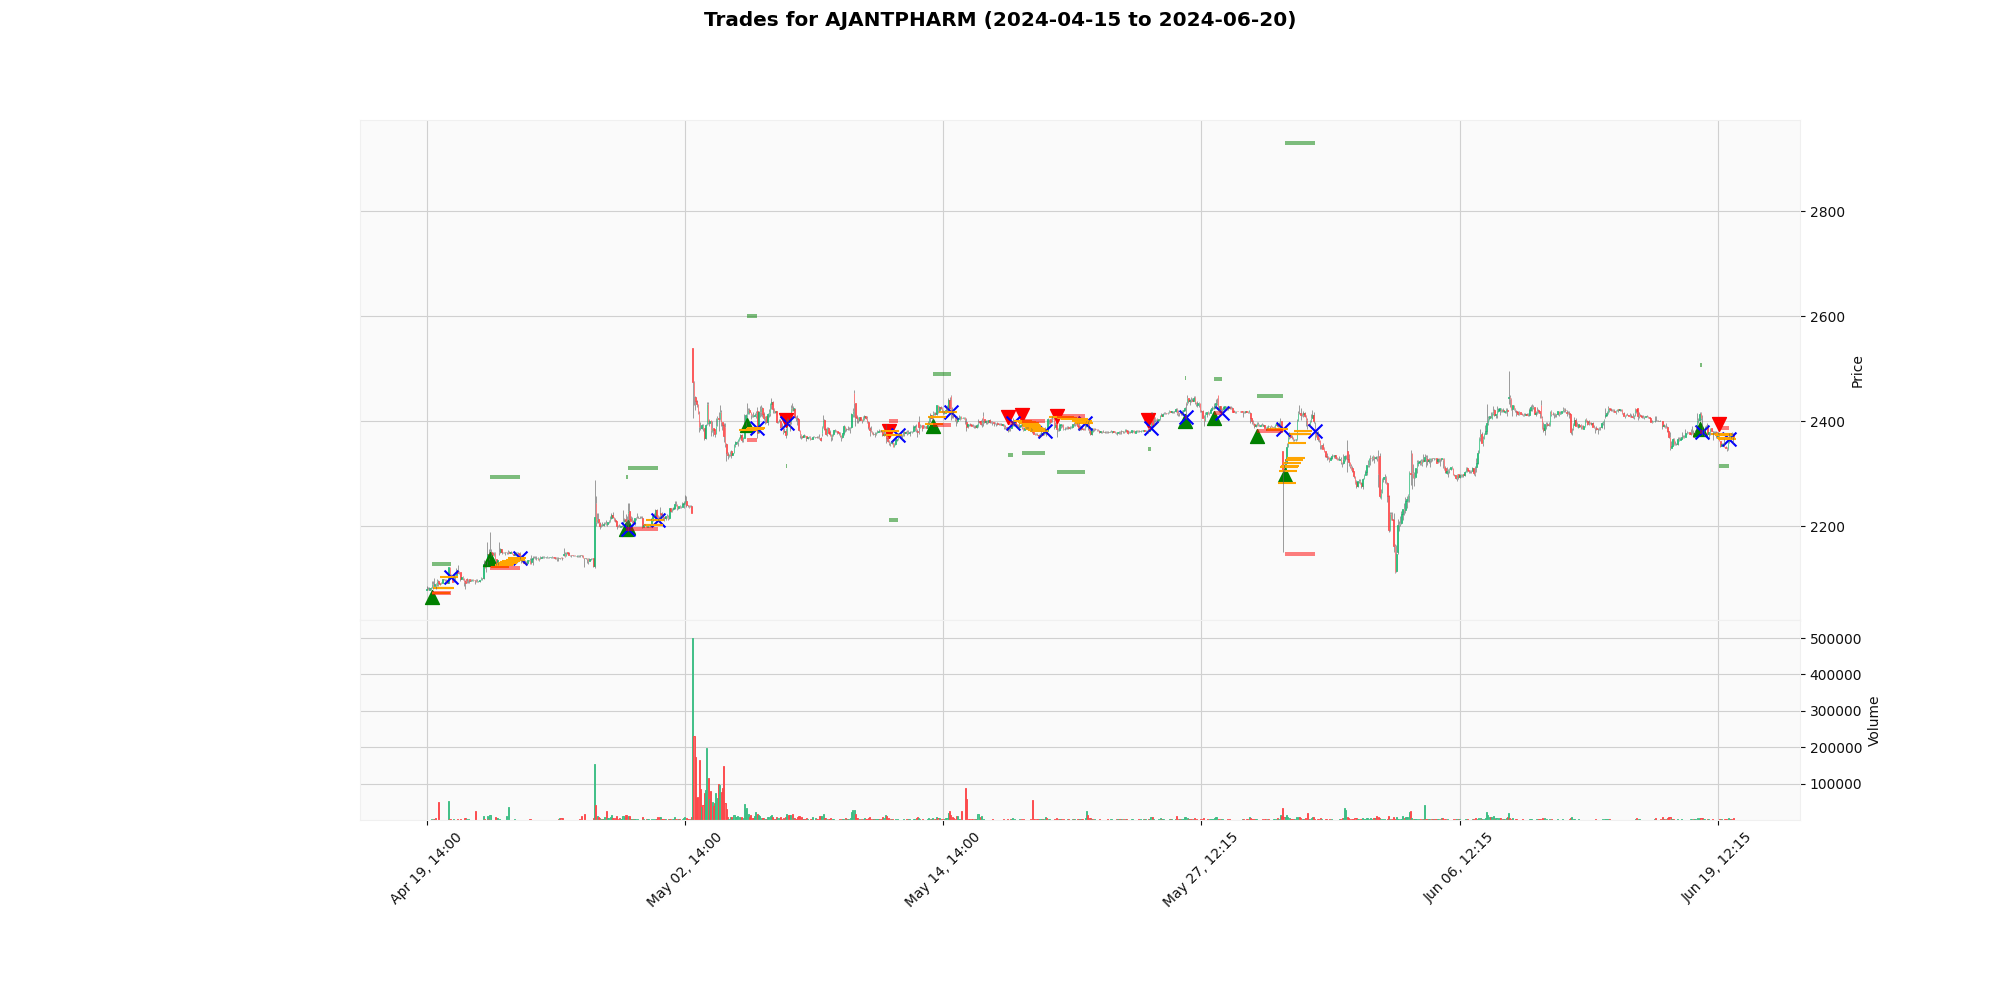 Trades for AJANTPHARM (2024-04-15 to 2024-06-20)
2800
2600
2400
2200
Price
500000
400000
300000
200000
100000
Volume
Apr 19, 14:00
May 02, 14:00
May 14, 14:00
May 27, 12:15
Jun 06, 12:15
Jun 19, 12:15